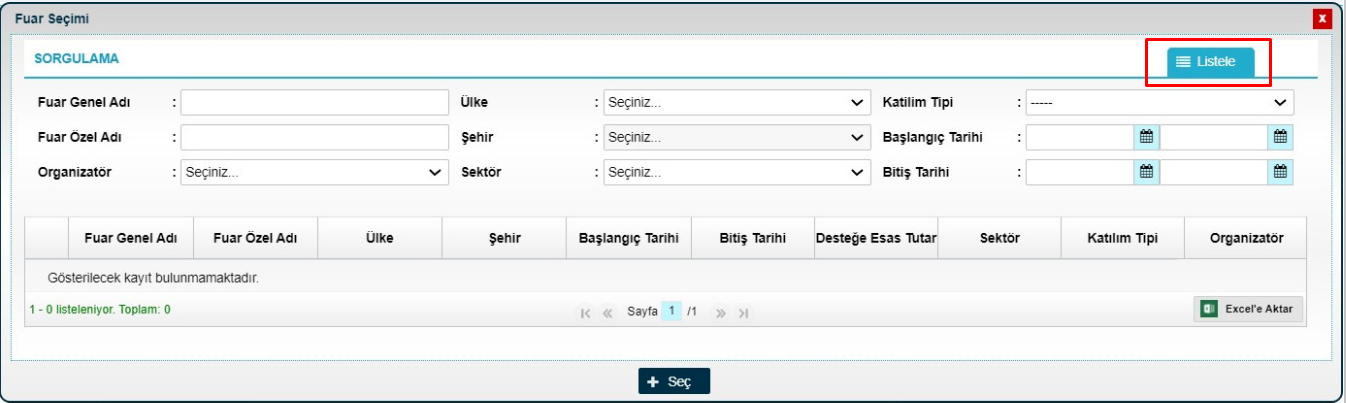 Fuar Seçimi
x
SORGULAMA
Listele
Fuar Genel Adı : Ülke : Seçiniz... Katilim Tipi : -----
Fuar Özel Adı : Şehir : Seçiniz... Başlangıç Tarihi :
Organizatör : Seçiniz... Sektör : Seçiniz... Bitiş Tarihi :
Fuar Genel Adı Fuar Özel Adı Ülke Şehir Başlangıç Tarihi Bitiş Tarihi Desteğe Esas Tutar Sektör Katılım Tipi Organizatör
Gösterilecek kayıt bulunmamaktadır.
1 - 0 listeleniyor. Toplam: 0 Sayfa 1 /1 Excel'e Aktar
+ Seç